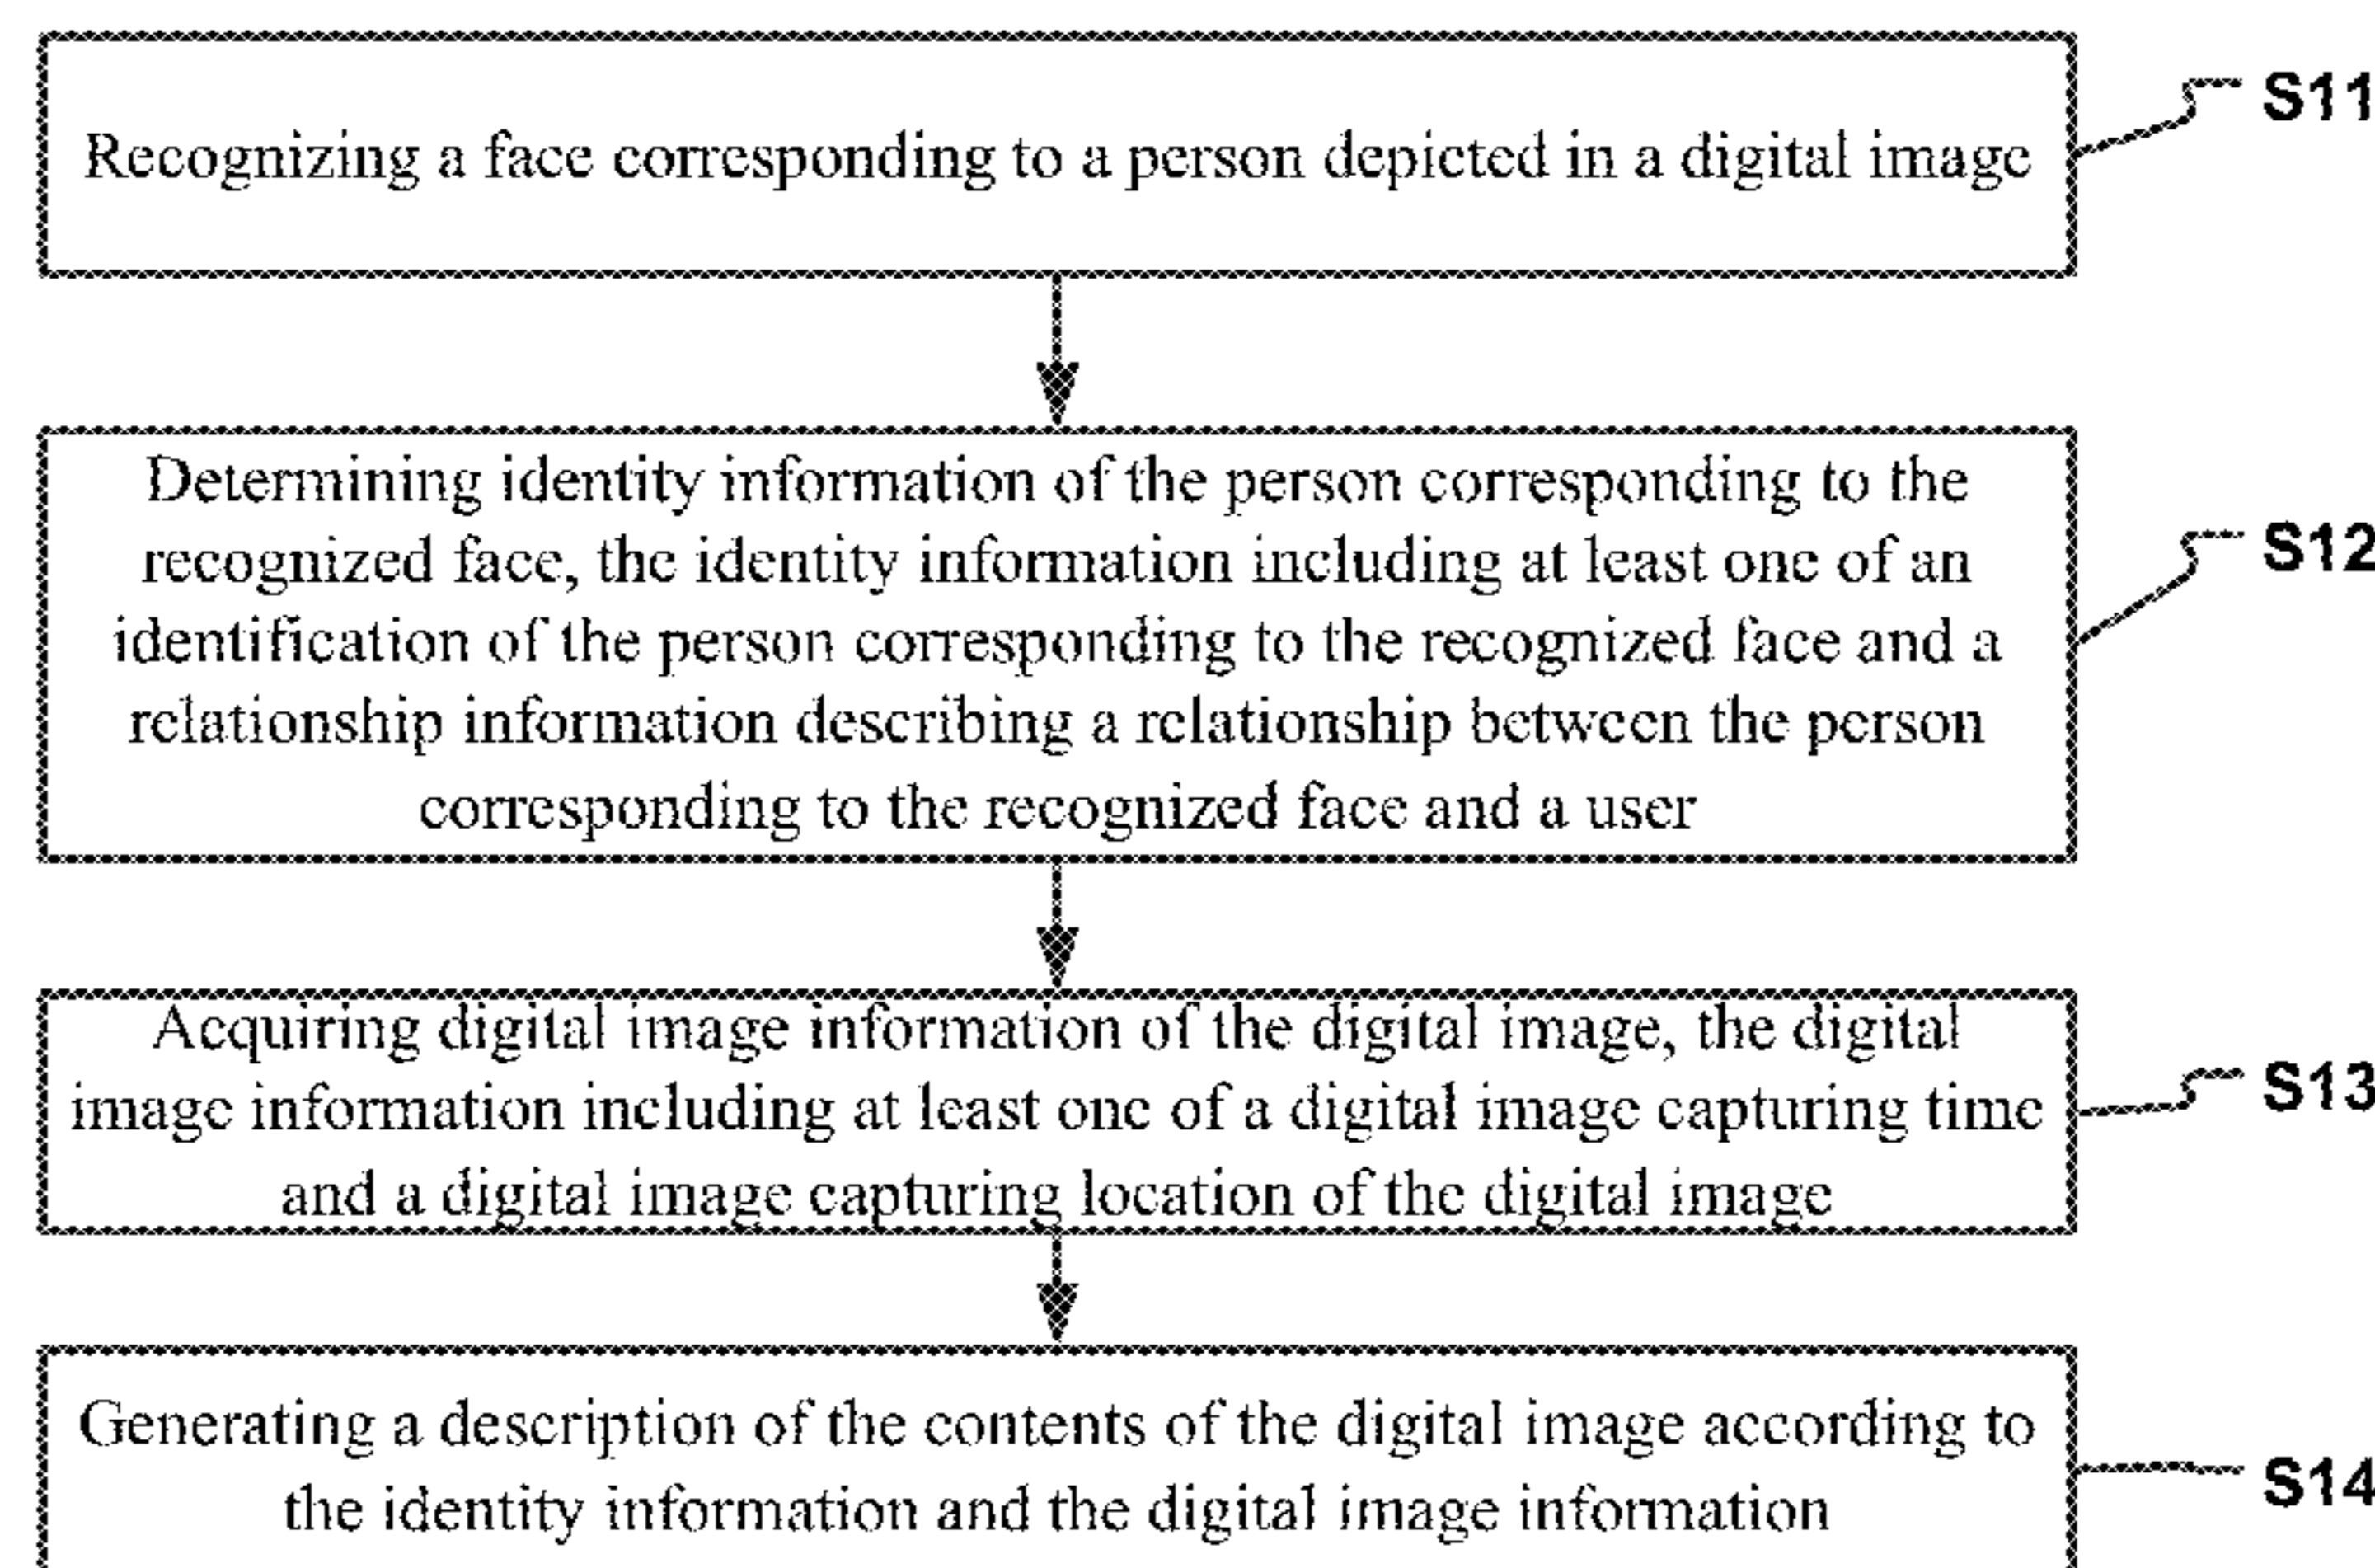 Recognizing a face corresponding to a person depicted in a digital image
S11
Determining identity information of the person corresponding to the
recognized face, the identity information including at least one of an
identification of the person corresponding to the recognized face and a
relationship information describing a relationship between the person
corresponding to the recognized face and a user
S12
Acquiring digital image information of the digital image, the digital
image information including at least one of a digital image capturing time
and a digital image capturing location of the digital image
S13
Generating a description of the contents of the digital image according to
the identity information and the digital image information
S14